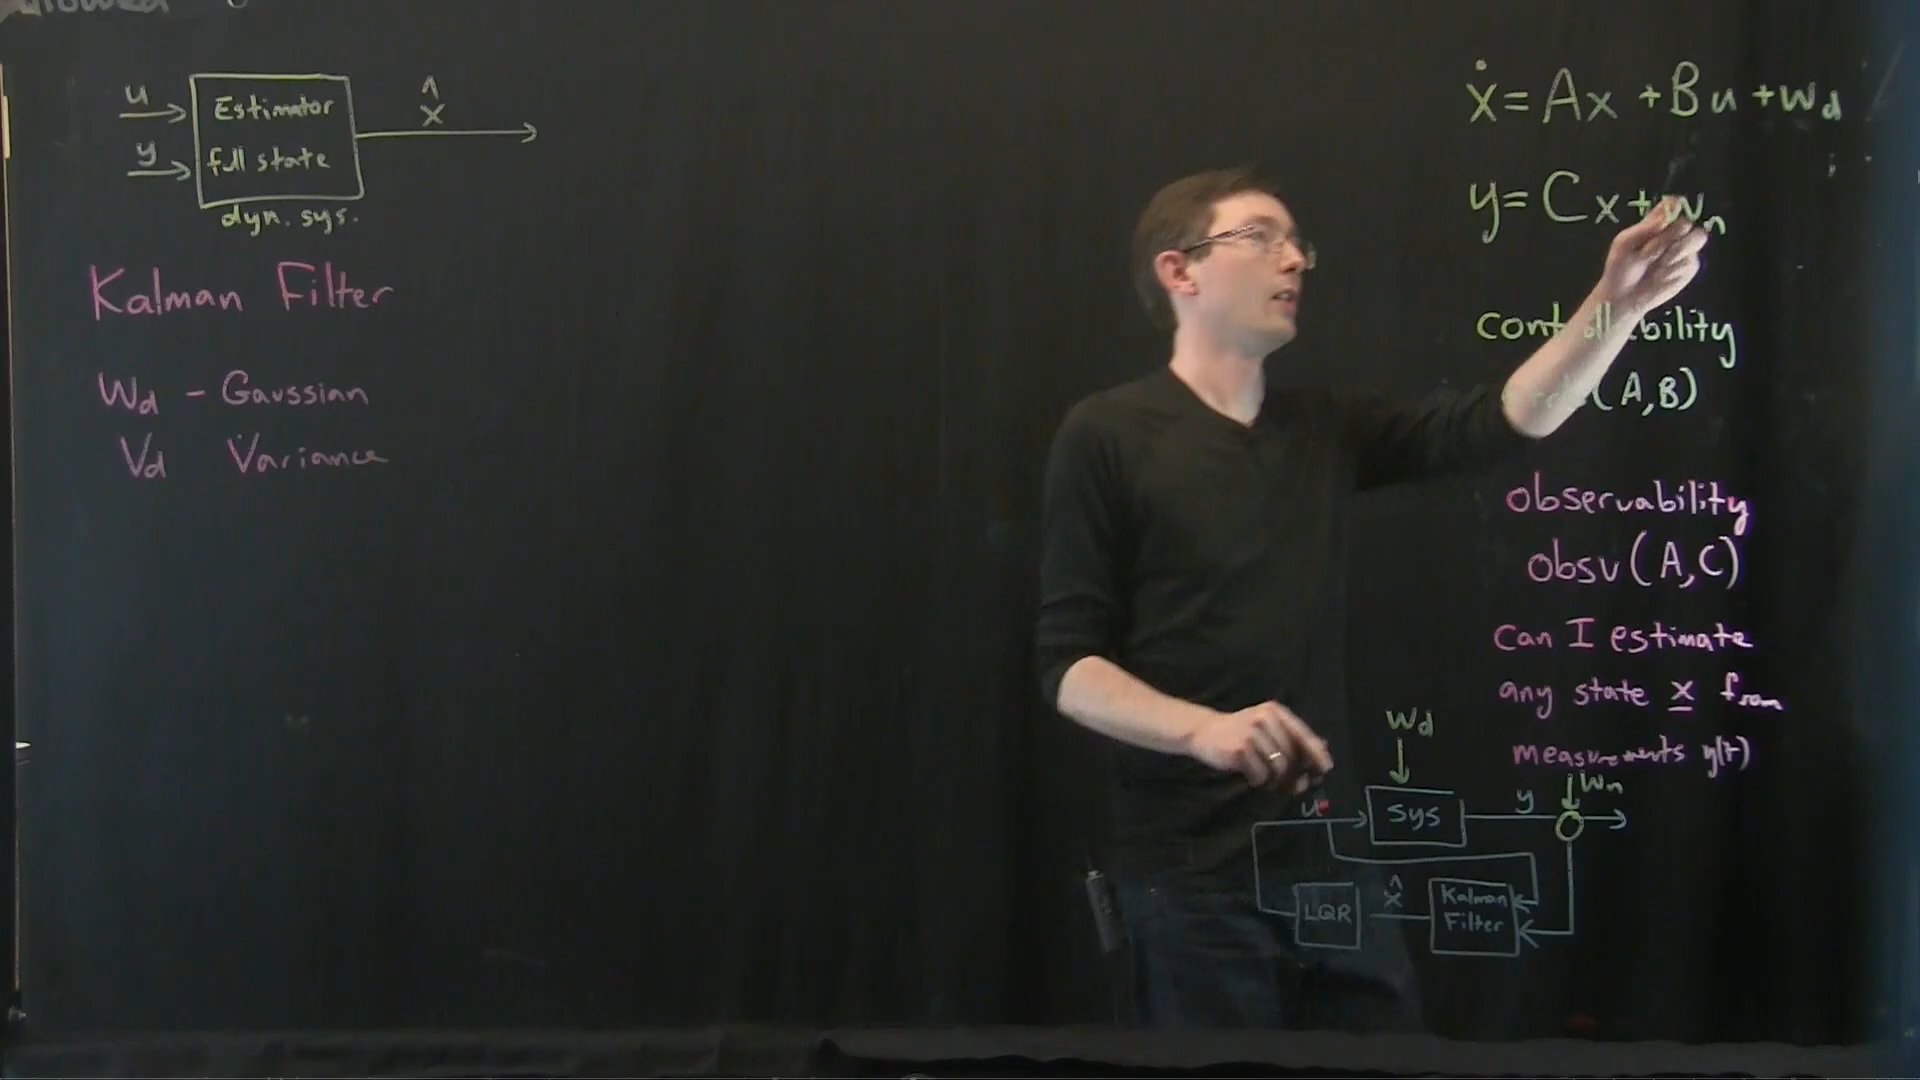 u
Estimator
x̂
y
full state
dyn. sys.
Kalman Filter
Wd - Gaussian
Vd Variance
ẋ = Ax + Bu + wd
y = Cx + wn
(A,B)
observability
obsv(A,C)
can I estimate
any state x from
measurements y(t)
wd
wn
u
sys
y
LQR
x̂
Kalman
Filter